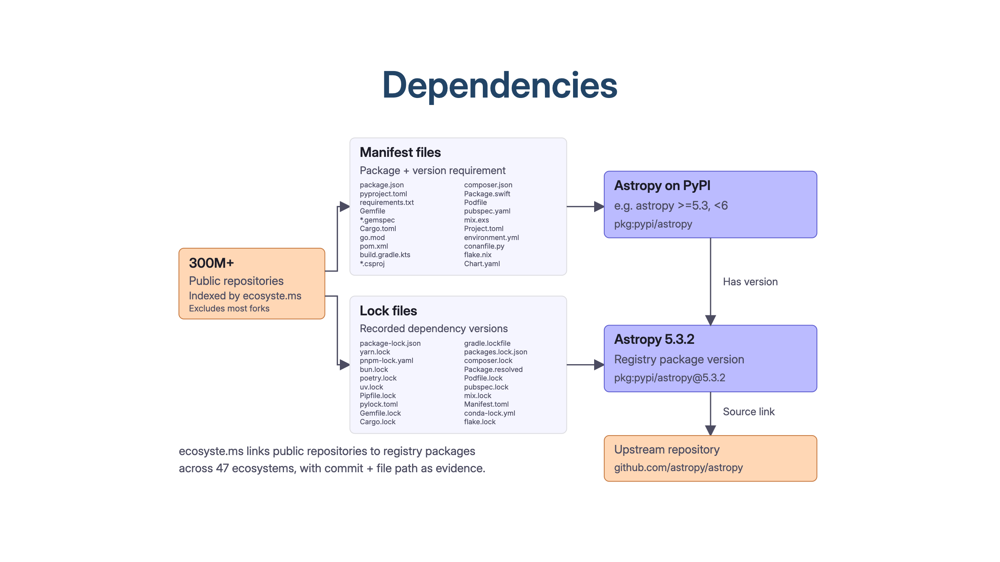 Dependencies
300M+
Public repositories
Indexed by ecosyste.ms
Excludes most forks
Manifest files
Package + version requirement
package.json
pyproject.toml
requirements.txt
Gemfile
*.gemspec
Cargo.toml
go.mod
pom.xml
build.gradle.kts
*.csproj
composer.json
Package.swift
Podfile
pubspec.yaml
mix.exs
Project.toml
environment.yml
conanfile.py
flake.nix
Chart.yaml
Lock files
Recorded dependency versions
package-lock.json
yarn.lock
pnpm-lock.yaml
bun.lock
poetry.lock
uv.lock
Pipfile.lock
pylock.toml
Gemfile.lock
Cargo.lock
gradle.lockfile
packages.lock.json
composer.lock
Package.resolved
Podfile.lock
pubspec.lock
mix.lock
Manifest.toml
conda-lock.yml
flake.lock
Astropy on PyPI
e.g. astropy >=5.3, <6
pkg:pypi/astropy
Has version
Astropy 5.3.2
Registry package version
pkg:pypi/astropy@5.3.2
Source link
Upstream repository
github.com/astropy/astropy
ecosyste.ms links public repositories to registry packages
across 47 ecosystems, with commit + file path as evidence.